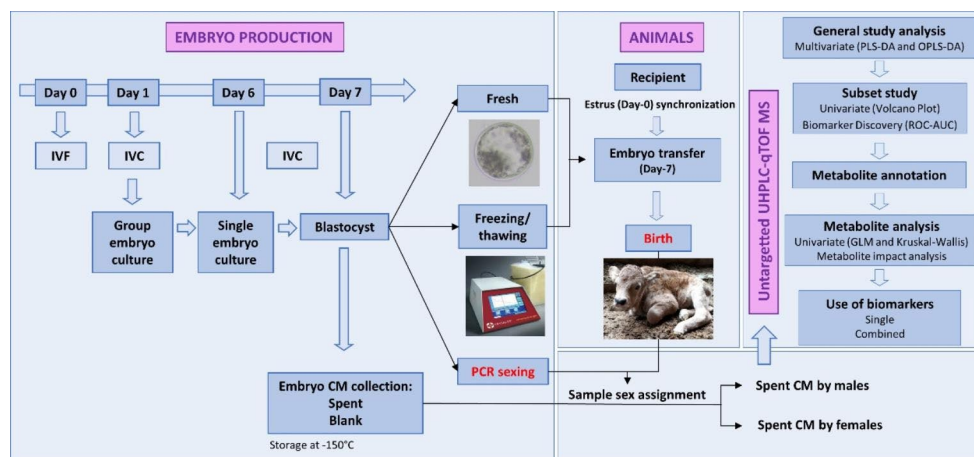 EMBRYO PRODUCTION
Day 0
Day 1
Day 6
Day 7
IVF
IVC
IVC
Group
embryo
culture
Single
embryo
culture
Blastocyst
Fresh
Freezing/
thawing
PCR sexing
Embryo CM collection:
Spent
Blank
Storage at -150°C
ANIMALS
Recipient
Estrus (Day-0) synchronization
Embryo transfer
(Day-7)
Birth
Sample sex assignment
Spent CM by males
Spent CM by females
Untargetted UHPLC-qTOF MS
General study analysis
Multivariate (PLS-DA and OPLS-DA)
Subset study
Univariate (Volcano Plot)
Biomarker Discovery (ROC-AUC)
Metabolite annotation
Metabolite analysis
Univariate (GLM and Kruskal-Wallis)
Metabolite impact analysis
Use of biomarkers
Single
Combined